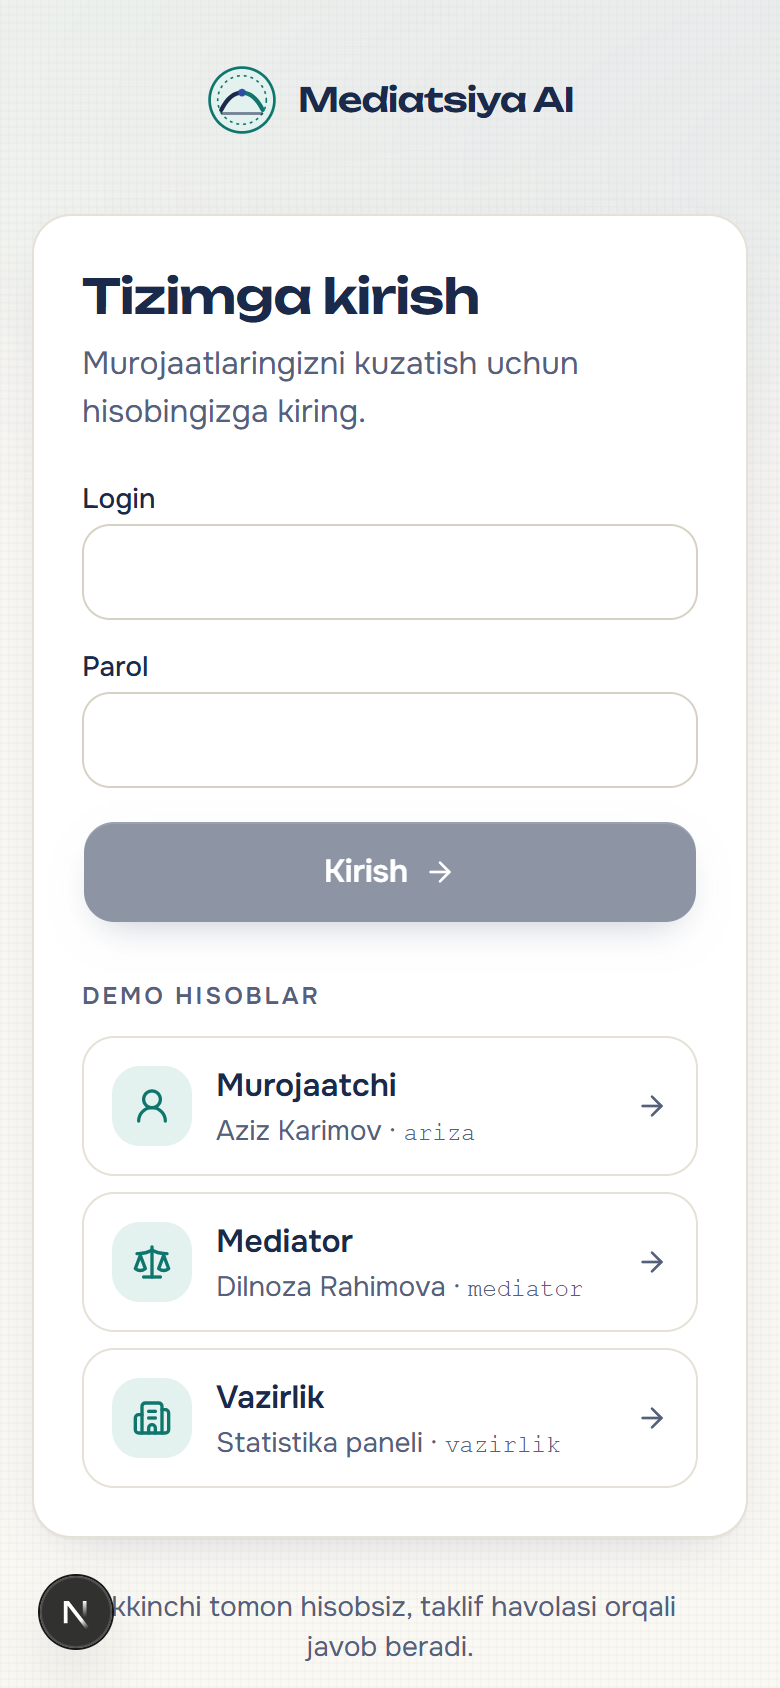 Mediatsiya AI
Tizimga kirish
Murojaatlaringizni kuzatish uchun
hisobingizga kiring.
Login
Parol
Kirish →
DEMO HISOBLAR
Murojaatchi
Aziz Karimov · ariza
Mediator
Dilnoza Rahimova · mediator
Vazirlik
Statistika paneli · vazirlik
N
kkinchi tomon hisobsiz, taklif havolasi orqali
javob beradi.